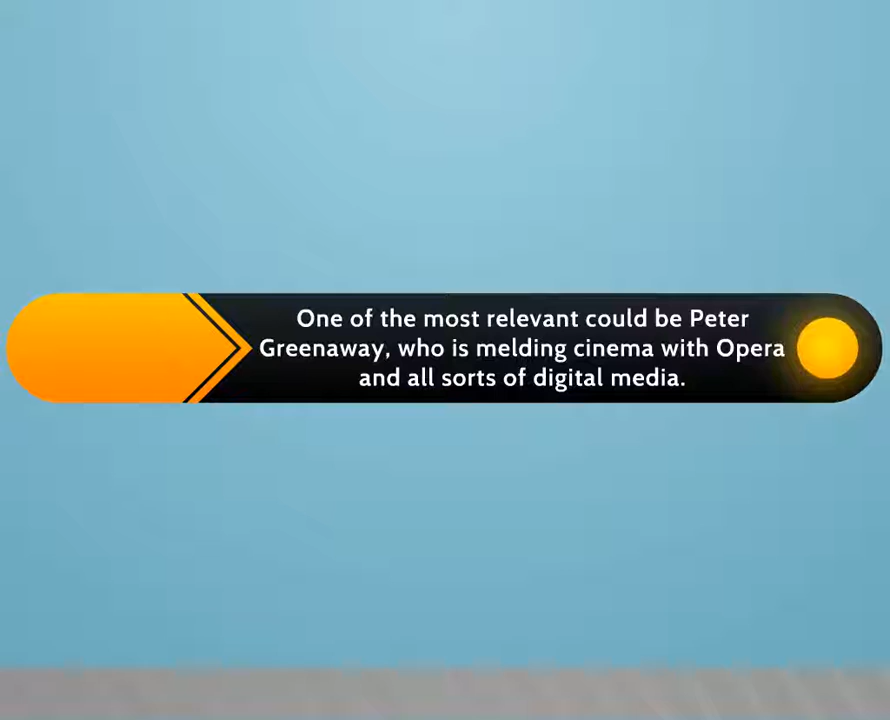 One of the most relevant could be Peter
Greenaway, who is melding cinema with Opera
and all sorts of digital media.